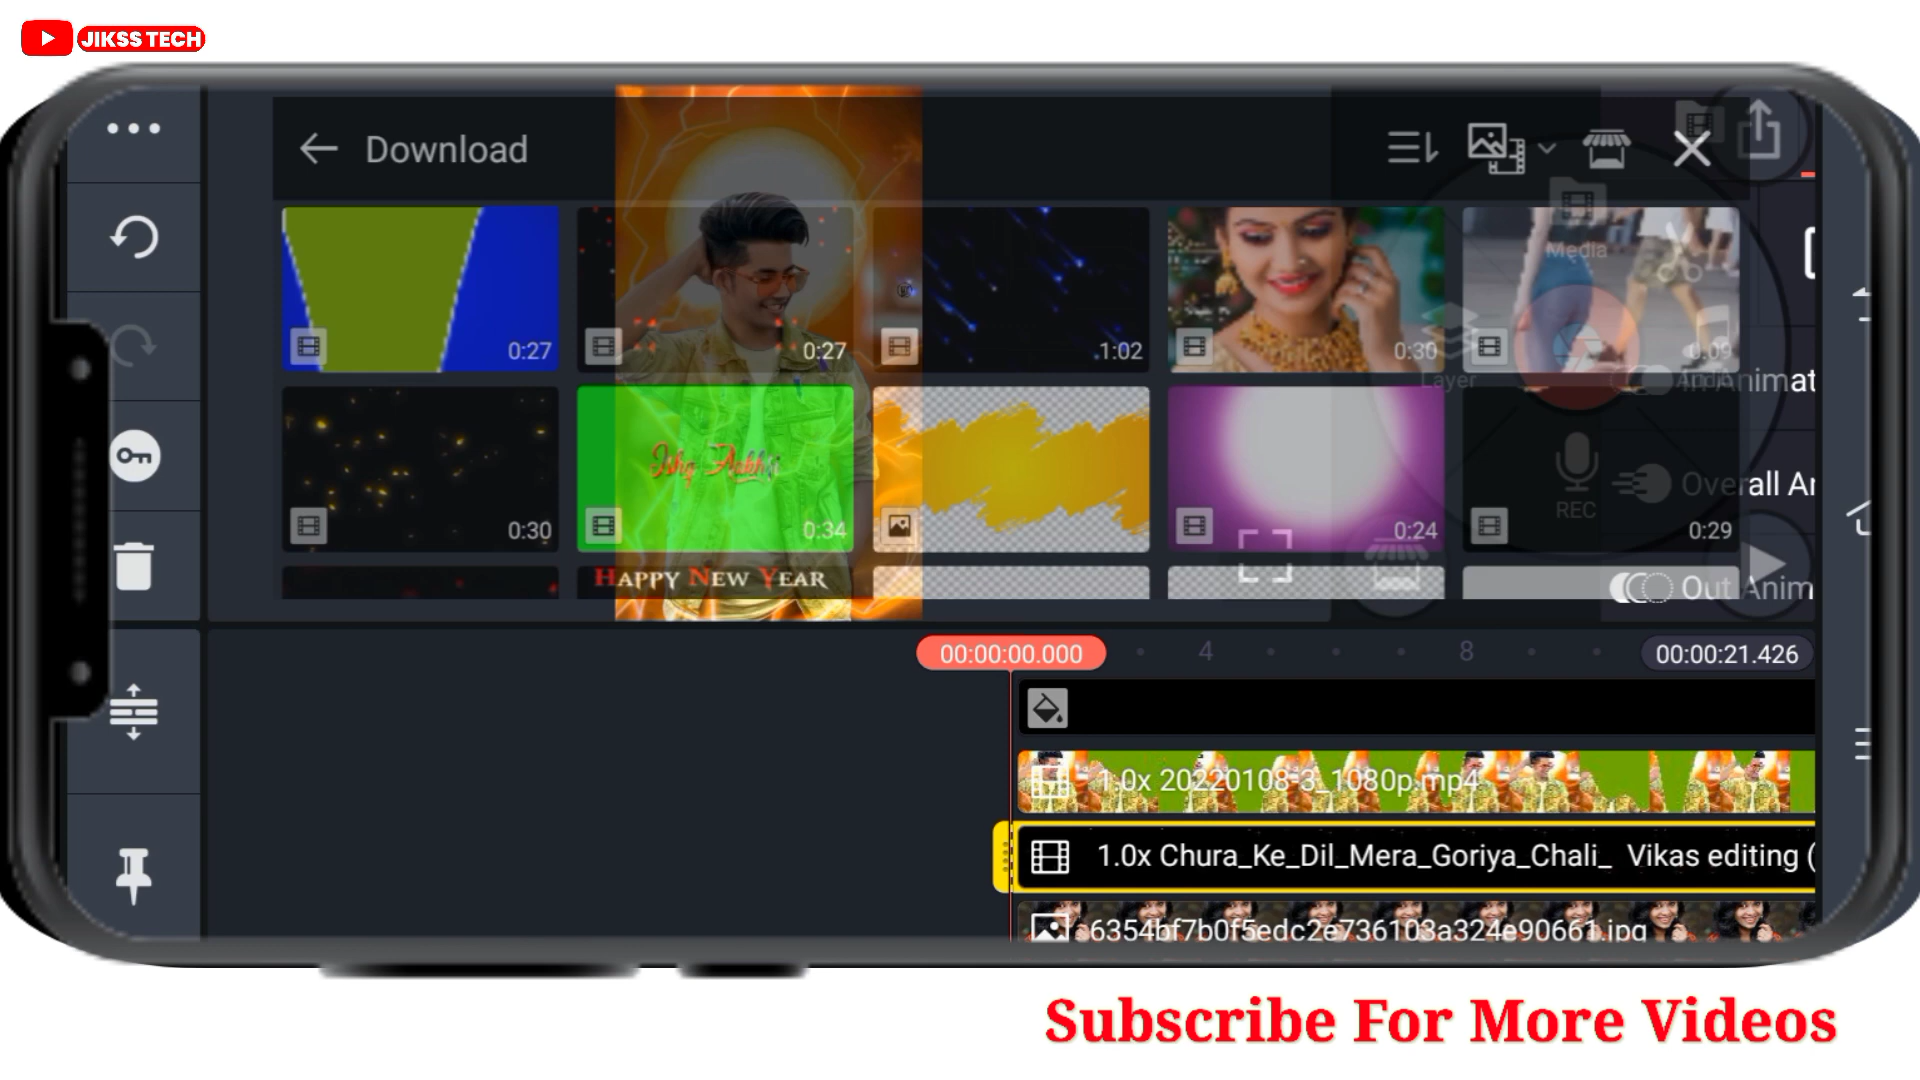 JIKSS TECH
Download
Media
0:27
0:27
1:02
0:30
0:09
Layer
Audio
In Animat
0:30
Ishq Aakhiji
0:34
0:24
REC
0:29
Overall An
HAPPY NEW YEAR
Out Anim
00:00:00.000
4
8
00:00:21.426
1.0x 20220108-3_1080p.mp4
1.0x Chura_Ke_Dil_Mera_Goriya_Chali_ Vikas editing (
6354bf7b0f5edc2e736103a324e90661.jpg
Subscribe For More Videos